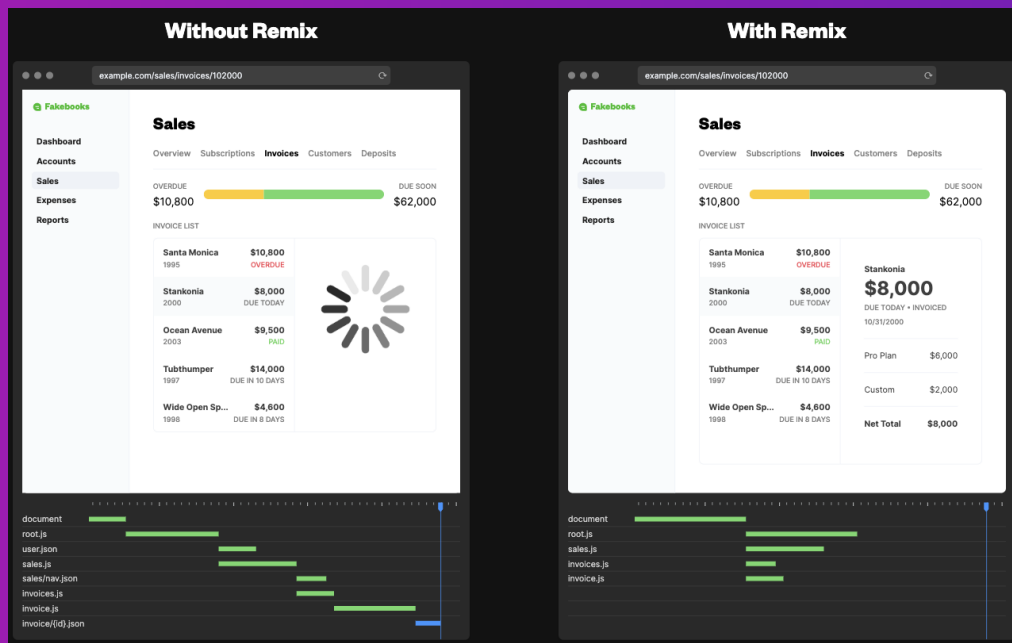 Without Remix
example.com/sales/invoices/102000
Fakebooks
Dashboard
Accounts
Sales
Expenses
Reports
Sales
Overview Subscriptions Invoices Customers Deposits
OVERDUE DUE SOON
$10,800 $62,000
INVOICE LIST
Santa Monica $10,800
1995 OVERDUE
Stankonia $8,000
2000 DUE TODAY
Ocean Avenue $9,500
2003 PAID
Tubthumper $14,000
1997 DUE IN 10 DAYS
Wide Open Sp... $4,600
1998 DUE IN 8 DAYS
document
root.js
user.json
sales.js
sales/nav.json
invoices.js
invoice.js
invoice/{id}.json
With Remix
example.com/sales/invoices/102000
Fakebooks
Dashboard
Accounts
Sales
Expenses
Reports
Sales
Overview Subscriptions Invoices Customers Deposits
OVERDUE DUE SOON
$10,800 $62,000
INVOICE LIST
Santa Monica $10,800
1995 OVERDUE
Stankonia $8,000
2000 DUE TODAY
Ocean Avenue $9,500
2003 PAID
Tubthumper $14,000
1997 DUE IN 10 DAYS
Wide Open Sp... $4,600
1998 DUE IN 8 DAYS
Stankonia
$8,000
DUE TODAY • INVOICED
10/31/2000
Pro Plan $6,000
Custom $2,000
Net Total $8,000
document
root.js
sales.js
invoices.js
invoice.js